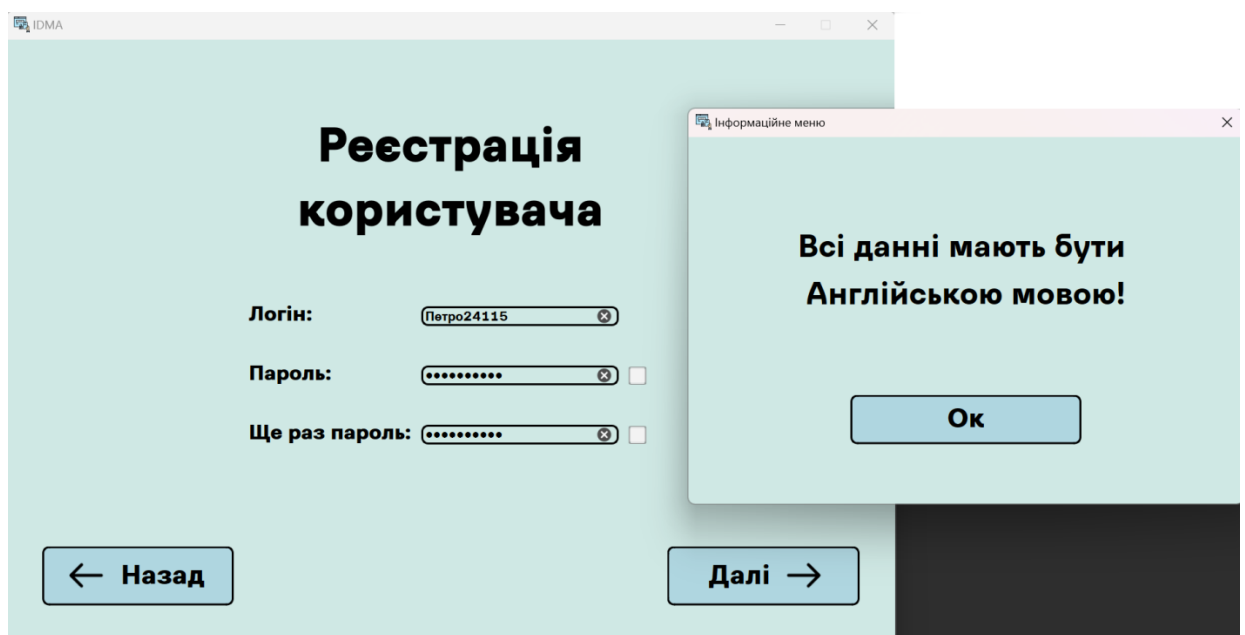 IDMA
Реєстрація
користувача
Логін:
Петро24115
Пароль:
Ще раз пароль:
Назад
Далі
Інформаційне меню
Всі данні мають бути
Англійською мовою!
Ок